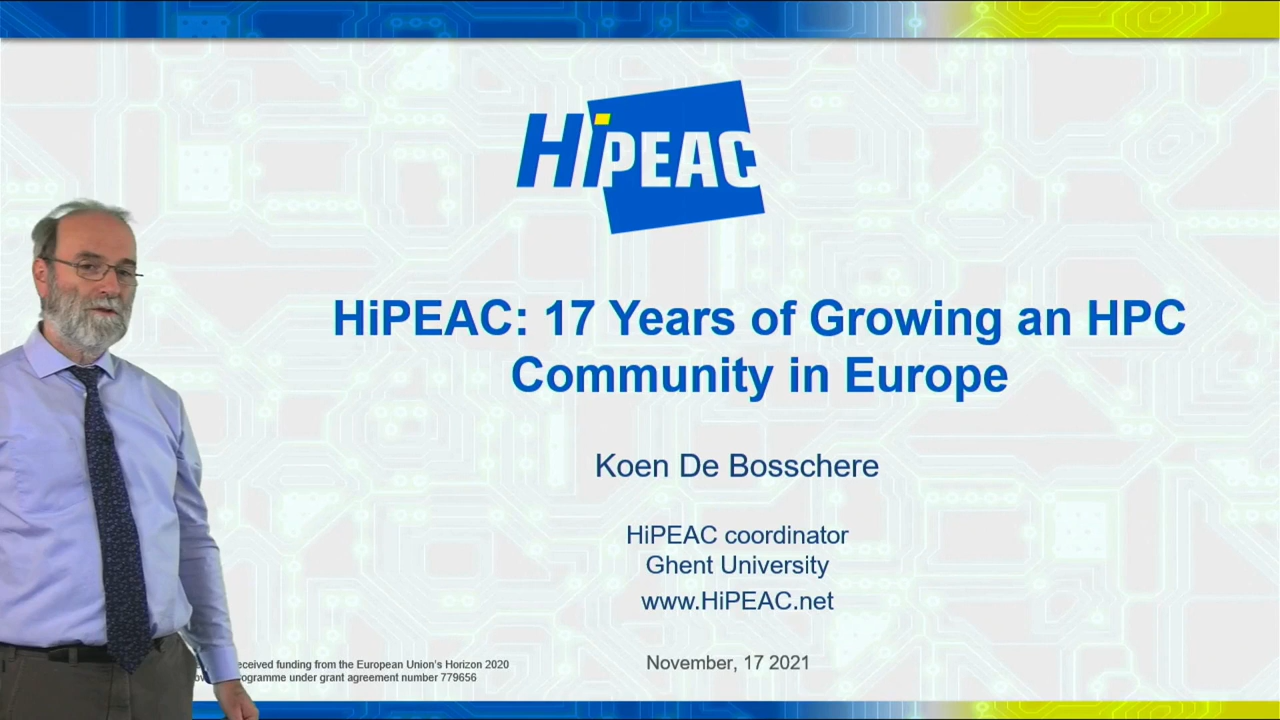 HiPEAC
HiPEAC: 17 Years of Growing an HPC
Community in Europe
Koen De Bosschere
HiPEAC coordinator
Ghent University
www.HiPEAC.net
eceived funding from the European Union's Horizon 2020
ogramme under grant agreement number 779656
November, 17 2021